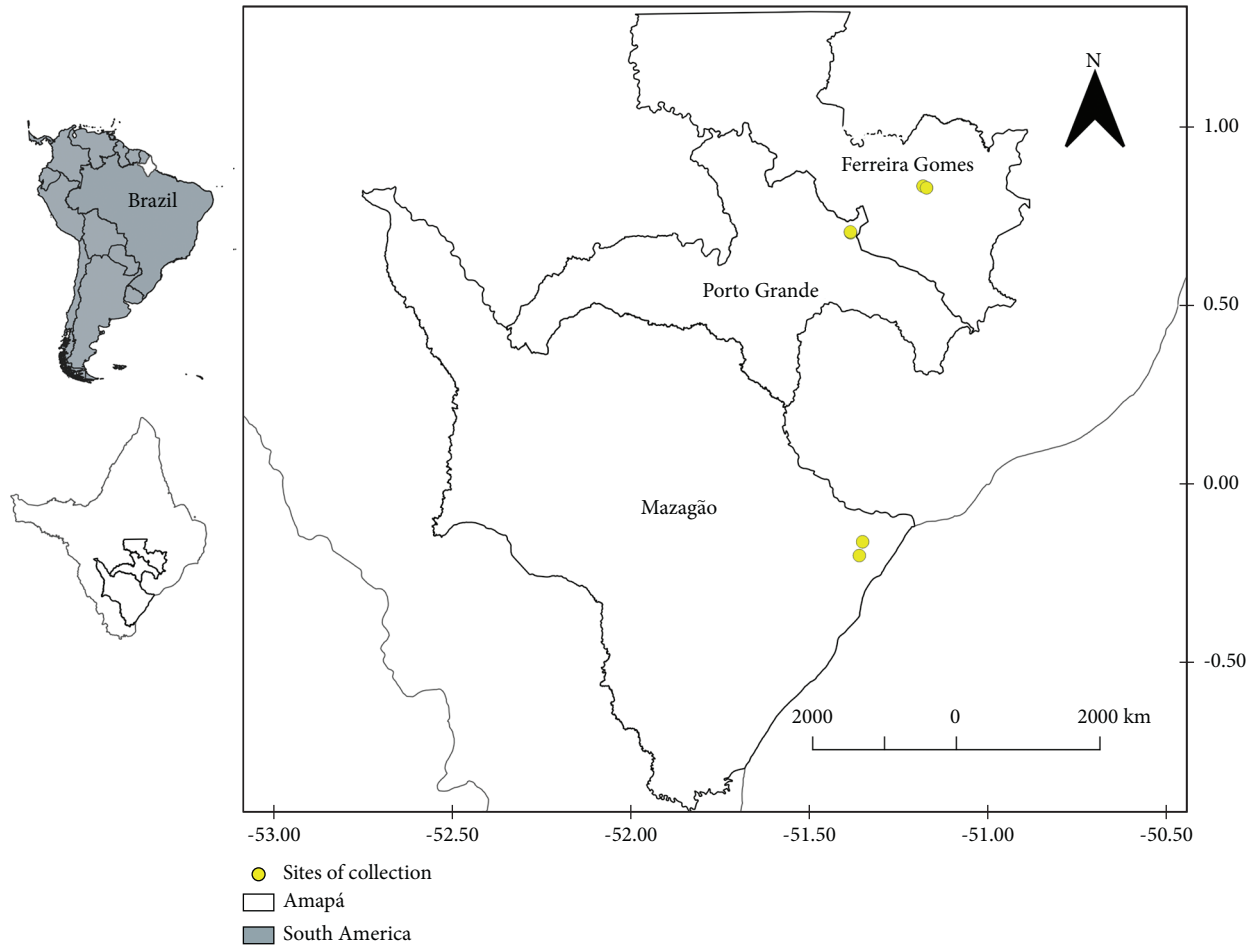 N
1.00
Ferreira Gomes
Brazil
Porto Grande
0.50
0.00
Mazagão
-0.50
2000 0 2000 km
-53.00 -52.50 -52.00 -51.50 -51.00 -50.50
Sites of collection
Amapá
South America